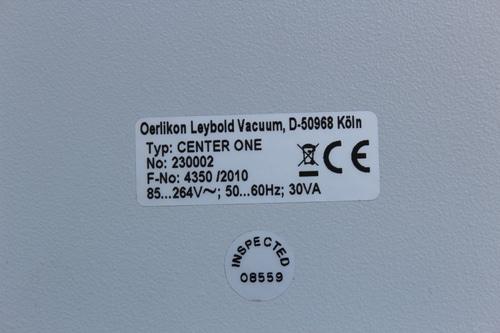 Oerlikon Leybold Vacuum, D-50968 Köln
Typ: CENTER ONE
No: 230002
F-No: 4350 /2010
85...264V～; 50...60Hz; 30VA
CE
INSPECTED
08559